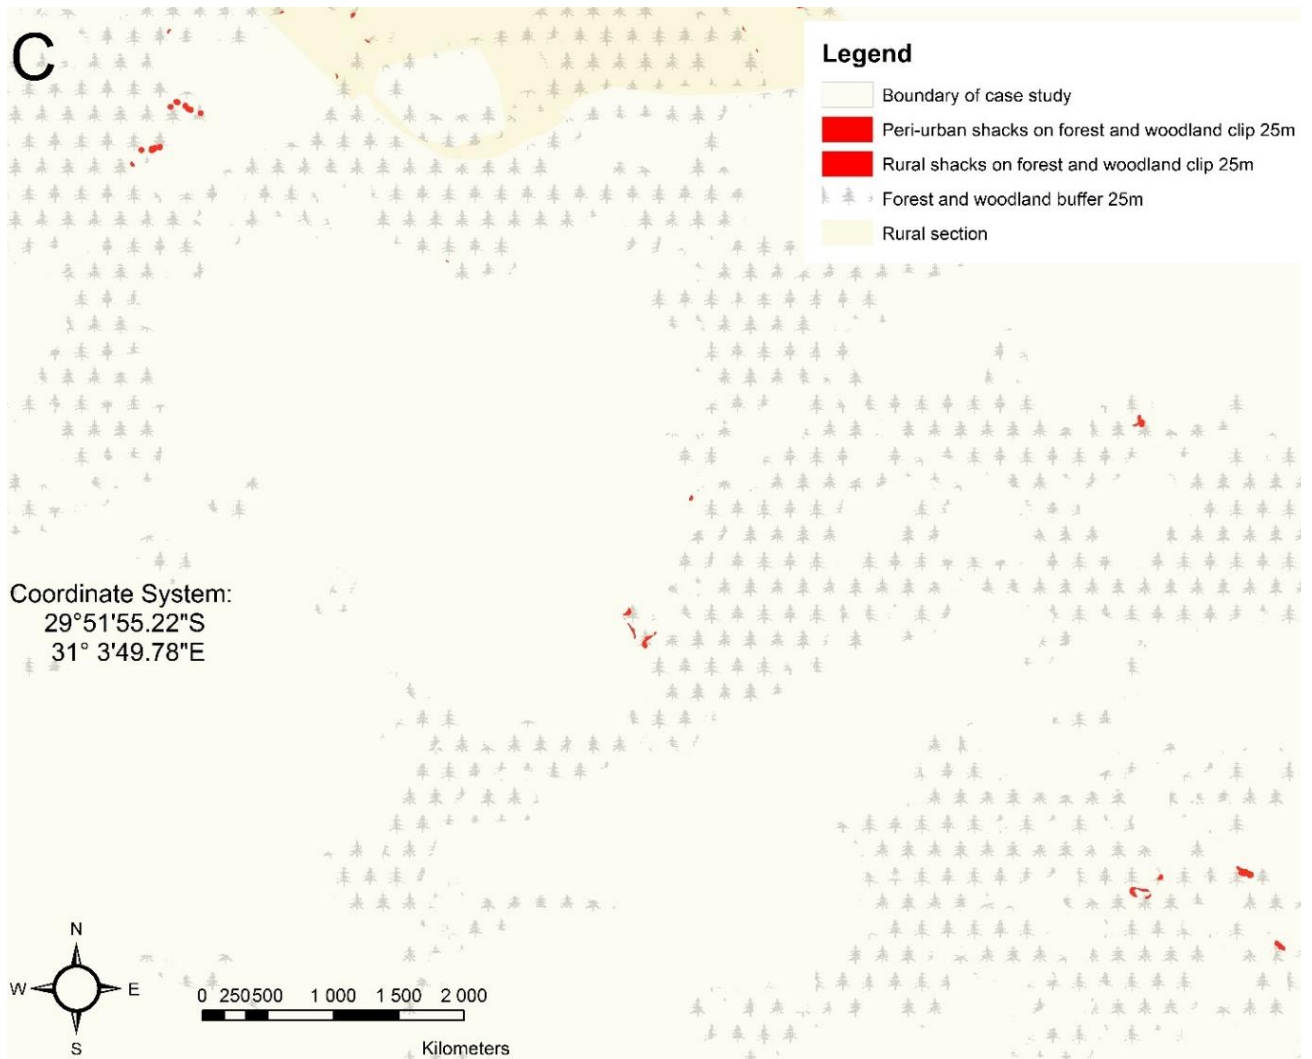 C
Legend
Boundary of case study
Peri-urban shacks on forest and woodland clip 25m
Rural shacks on forest and woodland clip 25m
Forest and woodland buffer 25m
Rural section
Coordinate System:
29°51'55.22"S
31° 3'49.78"E
N
W E
S
0 250500 1 000 1 500 2 000
Kilometers